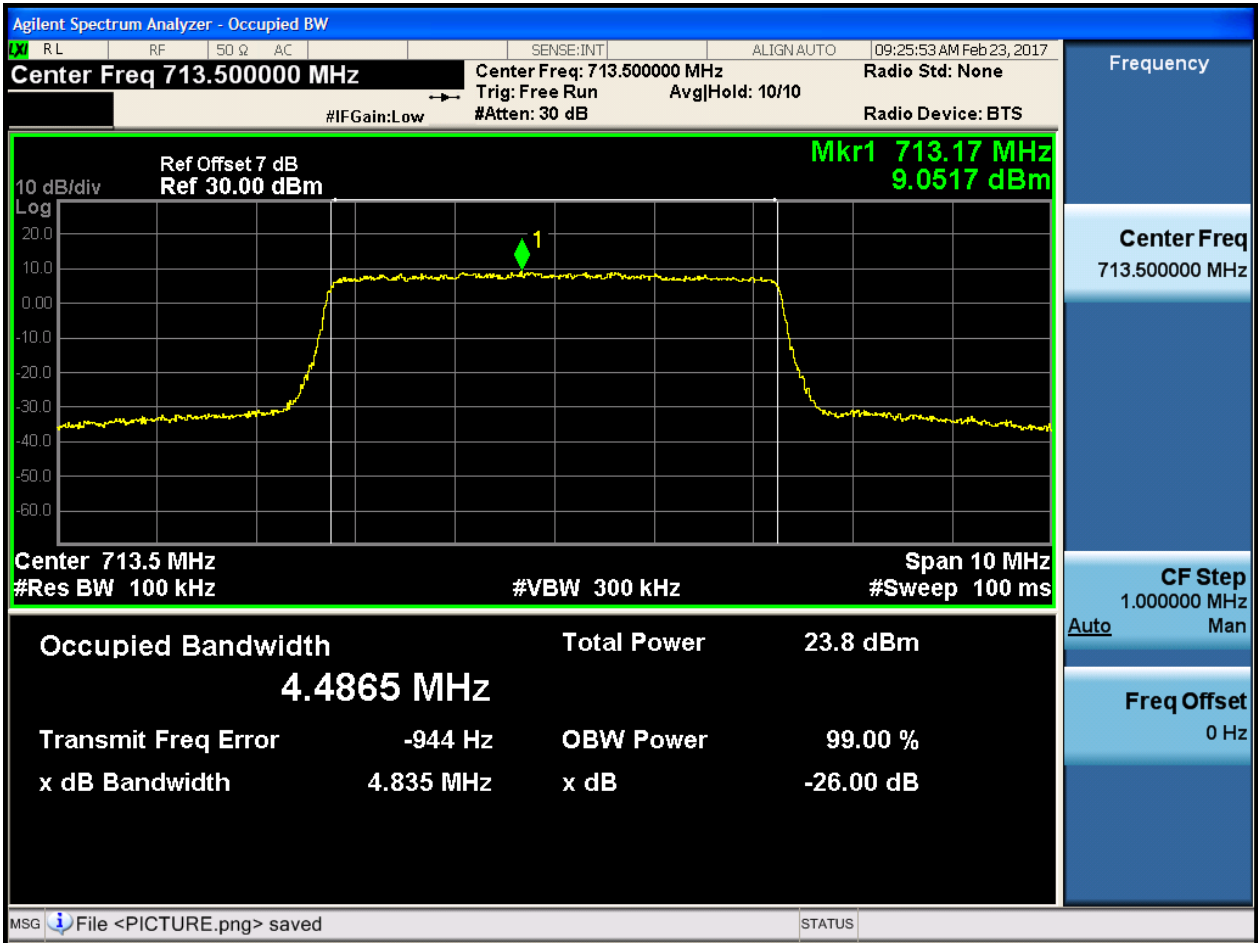 Agilent Spectrum Analyzer - Occupied BW
LXI RL RF 50 Ω AC SENSE:INT ALIGN AUTO 09:25:53 AM Feb 23, 2017
Center Freq 713.500000 MHz
Center Freq: 713.500000 MHz
Radio Std: None
Trig: Free Run Avg|Hold: 10/10
#IFGain:Low #Atten: 30 dB Radio Device: BTS
Mkr1 713.17 MHz
9.0517 dBm
Ref Offset 7 dB
10 dB/div Ref 30.00 dBm
Log
20.0
10.0
0.00
-10.0
-20.0
-30.0
-40.0
-50.0
-60.0
1
Center 713.5 MHz Span 10 MHz
#Res BW 100 kHz #VBW 300 kHz #Sweep 100 ms
Occupied Bandwidth Total Power 23.8 dBm
4.4865 MHz
Transmit Freq Error -944 Hz OBW Power 99.00 %
x dB Bandwidth 4.835 MHz x dB -26.00 dB
Frequency
Center Freq
713.500000 MHz
CF Step
1.000000 MHz
Auto Man
Freq Offset
0 Hz
MSG File <PICTURE.png> saved STATUS